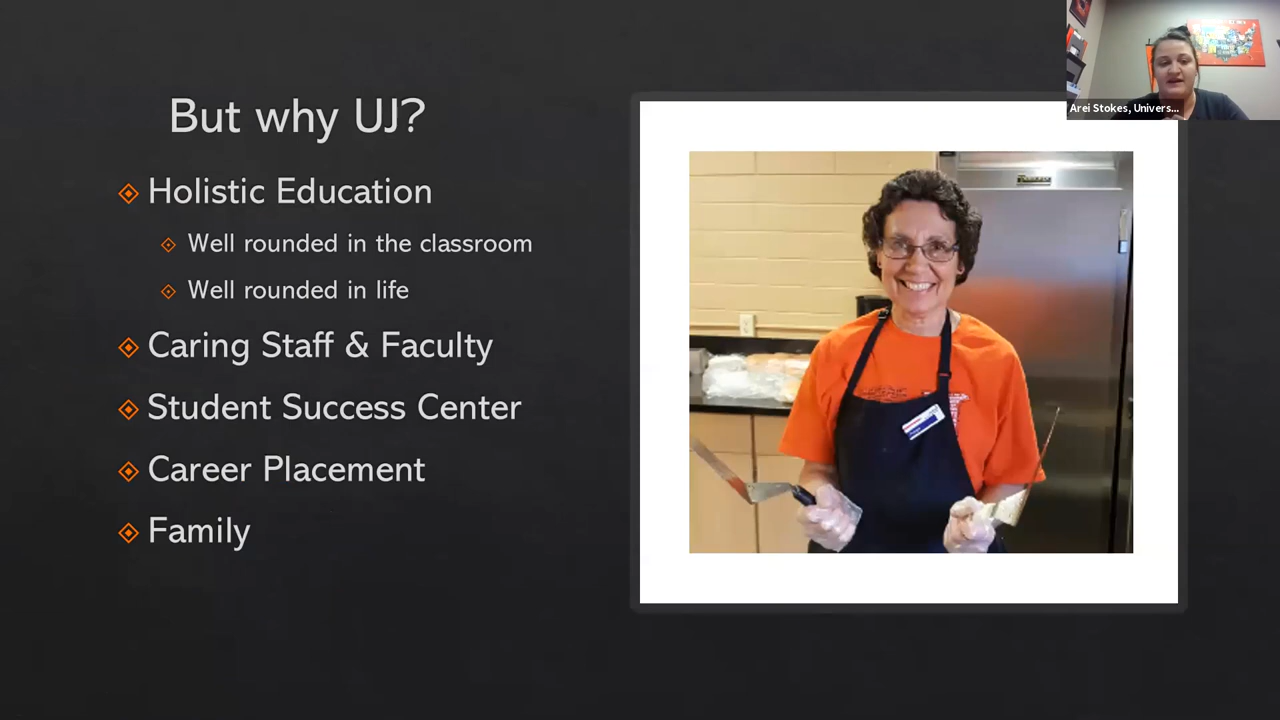 But why UJ?
Holistic Education
Well rounded in the classroom
Well rounded in life
Caring Staff & Faculty
Student Success Center
Career Placement
Family
Arei Stokes, Univers...